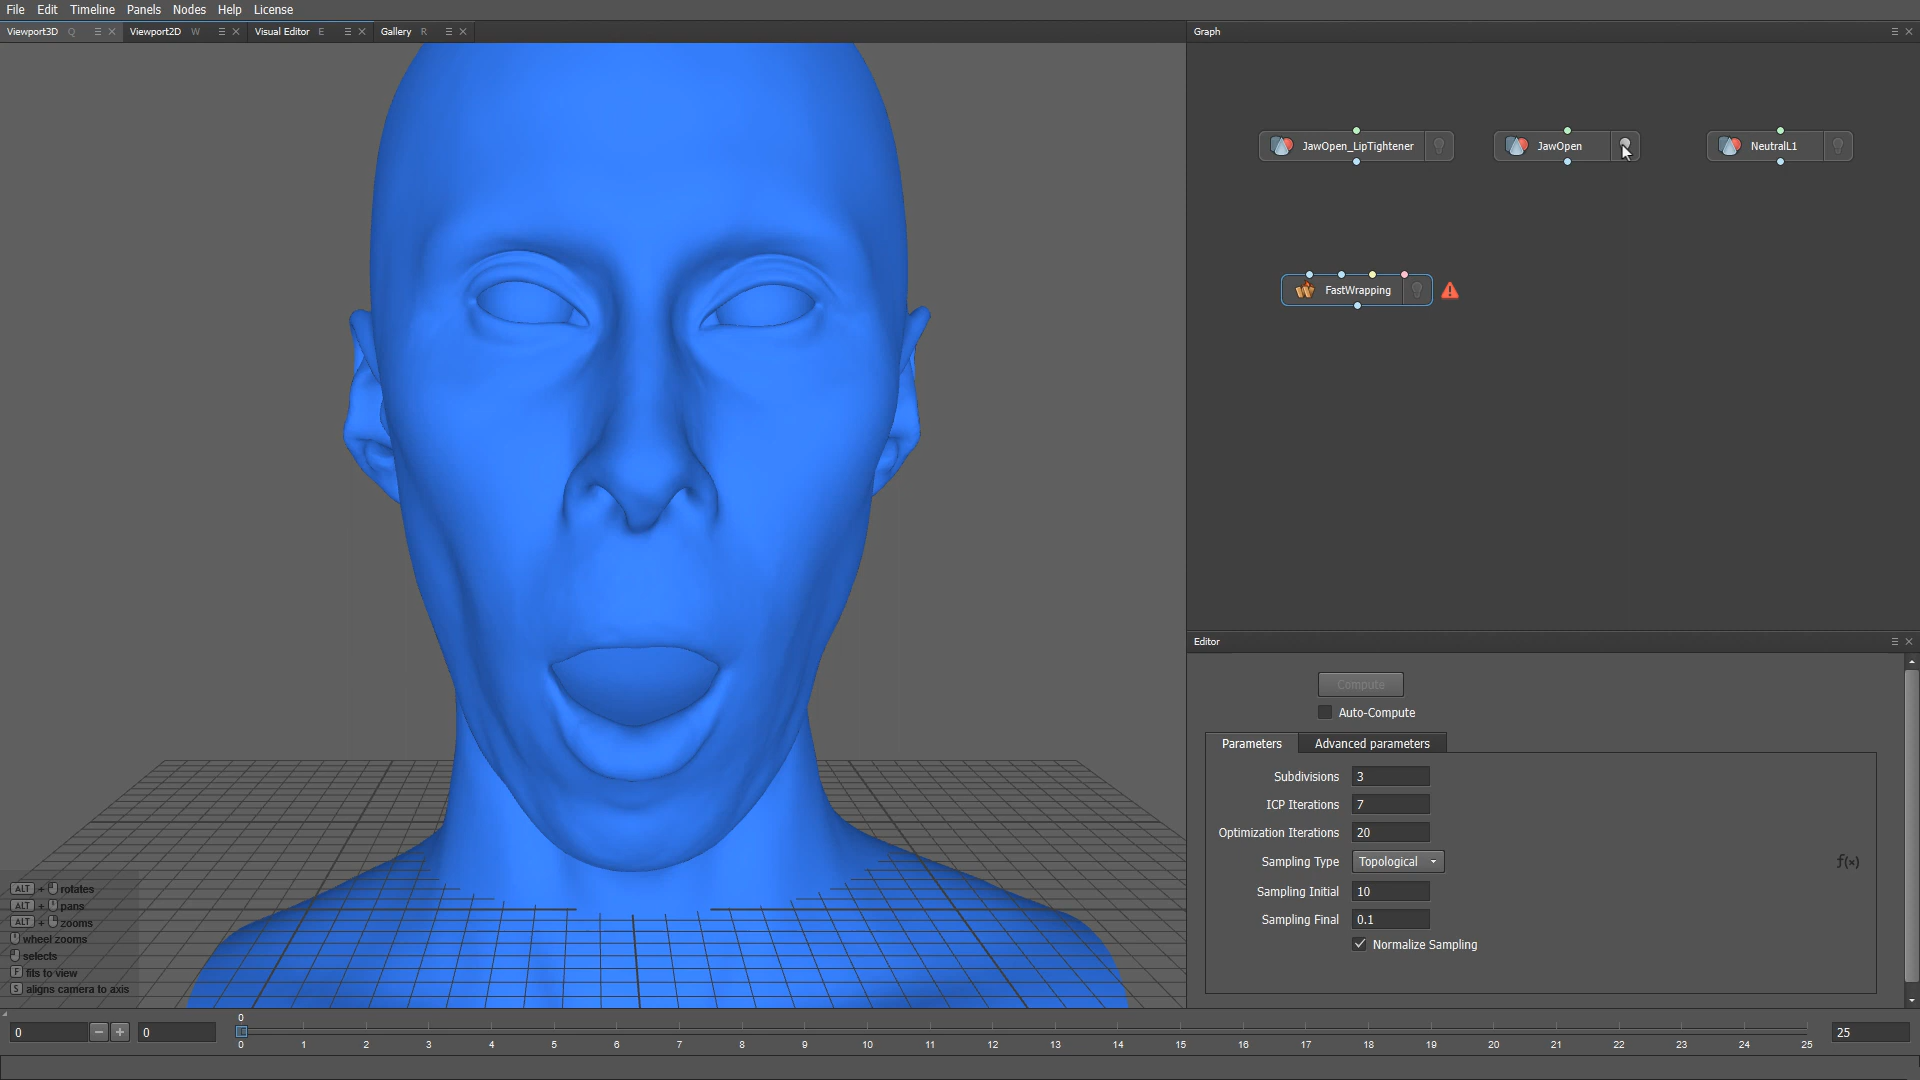 File Edit Timeline Panels Nodes Help License
Viewport3D Q Viewport2D W Visual Editor E Gallery R
Graph
JawOpen_LipTightener
JawOpen
NeutralL1
FastWrapping
Editor
Compute
Auto-Compute
Parameters Advanced parameters
Subdivisions 3
ICP Iterations 7
Optimization Iterations 20
Sampling Type Topological f(x)
Sampling Initial 10
Sampling Final 0.1
Normalize Sampling
ALT + rotates
ALT + pans
ALT + zooms
wheel zooms
selects
F fits to view
S aligns camera to axis
0 0 0 25
0 1 2 3 4 5 6 7 8 9 10 11 12 13 14 15 16 17 18 19 20 21 22 23 24 25